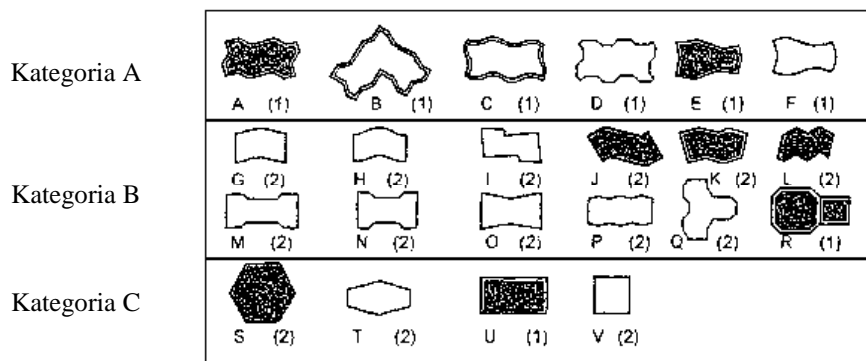 Kategoria A
A (1) B (1) C (1) D (1) E (1) F (1)
Kategoria B
G (2) H (2) I (2) J (2) K (2) L (2)
M (2) N (2) O (2) P (2) Q (2) R (1)
Kategoria C
S (2) T (2) U (1) V (2)